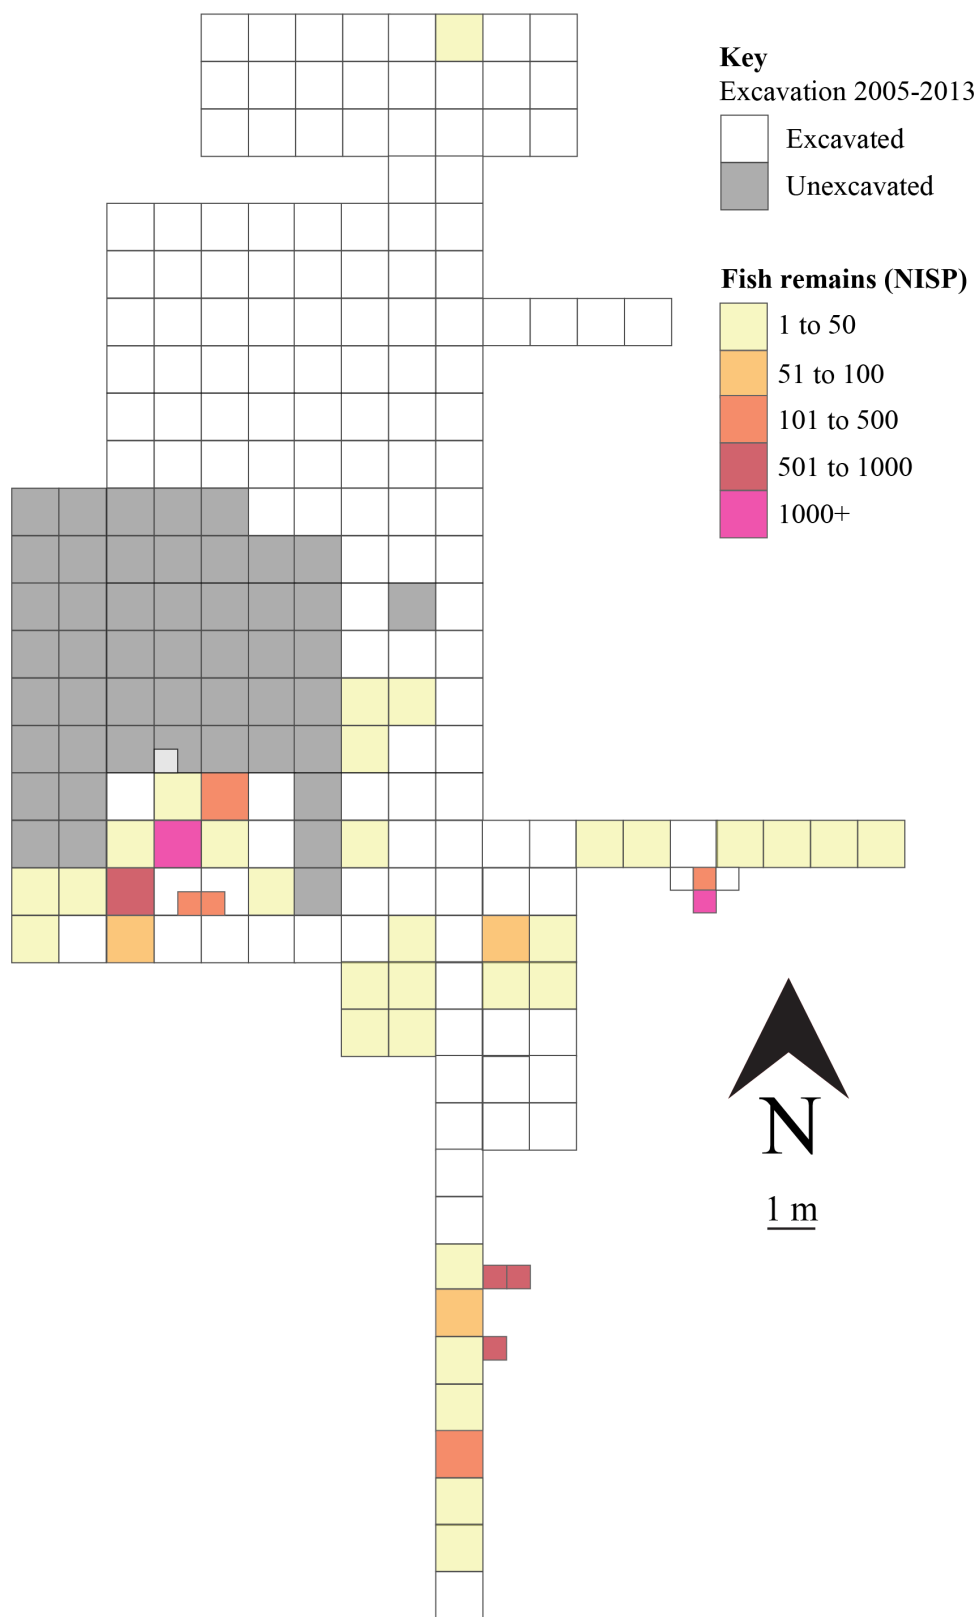 Key
Excavation 2005-2013
Excavated
Unexcavated
Fish remains (NISP)
1 to 50
51 to 100
101 to 500
501 to 1000
1000+
N
1 m